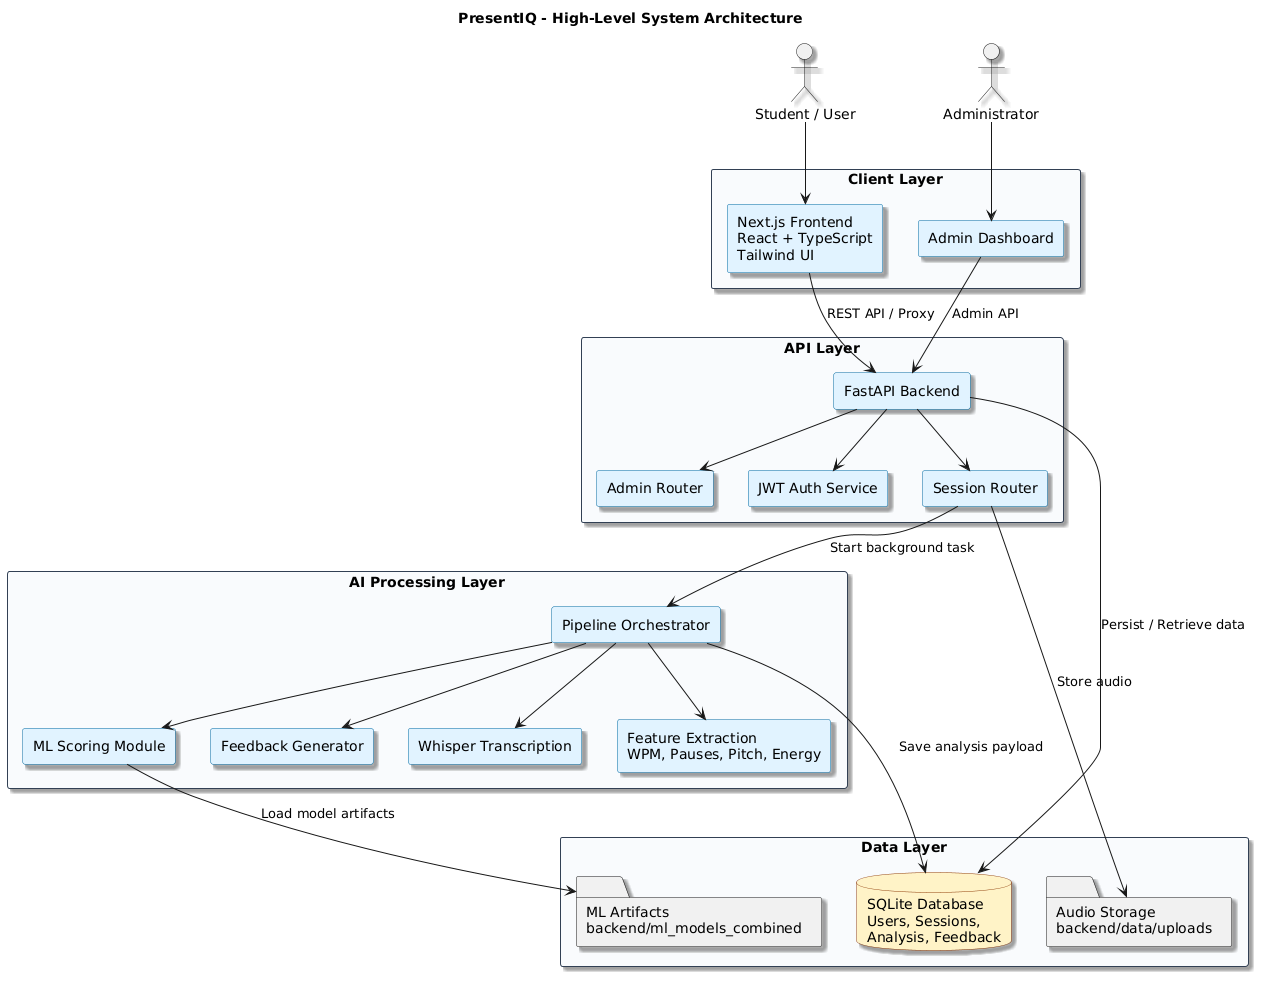 PresentIQ - High-Level System Architecture
Student / User
Administrator
Client Layer
Next.js Frontend
React + TypeScript
Tailwind UI
Admin Dashboard
REST API / Proxy
Admin API
API Layer
FastAPI Backend
Admin Router
JWT Auth Service
Session Router
Start background task
AI Processing Layer
Pipeline Orchestrator
Persist / Retrieve data
Store audio
ML Scoring Module
Feedback Generator
Whisper Transcription
Feature Extraction
WPM, Pauses, Pitch, Energy
Save analysis payload
Load model artifacts
Data Layer
ML Artifacts
backend/ml_models_combined
SQLite Database
Users, Sessions,
Analysis, Feedback
Audio Storage
backend/data/uploads